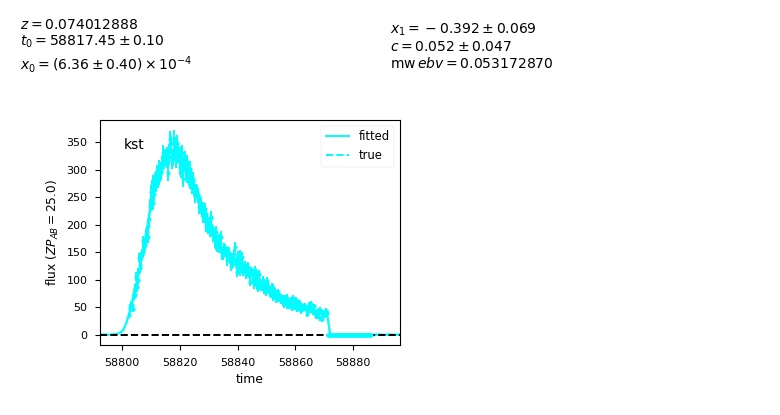 z = 0.074012888
t₀ = 58817.45 ± 0.10
x₀ = (6.36 ± 0.40) × 10⁻⁴
x₁ = −0.392 ± 0.069
c = 0.052 ± 0.047
mw ebv = 0.053172870
kst
fitted
true
350
300
250
200
150
100
50
0
flux (ZP_AB = 25.0)
58800 58820 58840 58860 58880
time